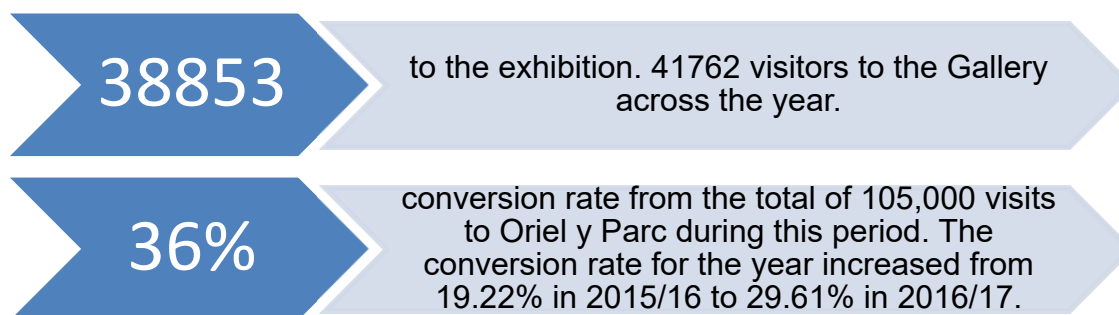 38853
to the exhibition. 41762 visitors to the Gallery
across the year.
36%
conversion rate from the total of 105,000 visits
to Oriel y Parc during this period. The
conversion rate for the year increased from
19.22% in 2015/16 to 29.61% in 2016/17.